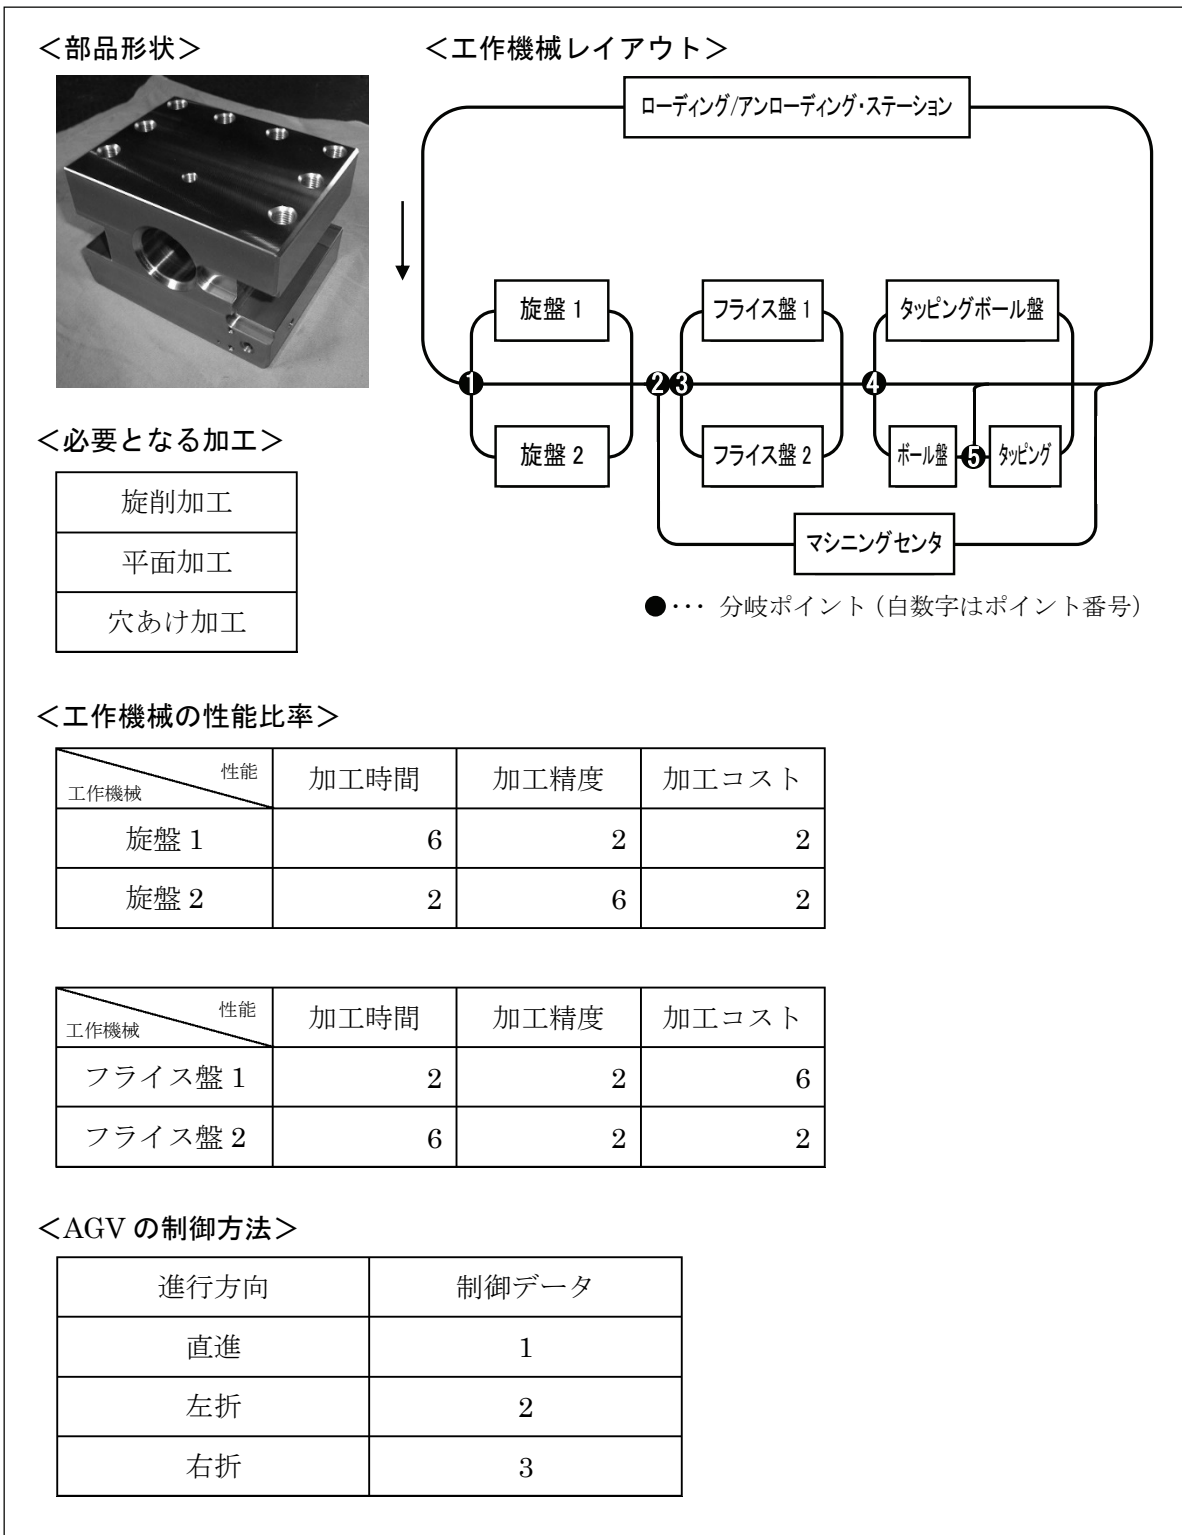 ＜部品形状＞
＜工作機械レイアウト＞
ローディング/アンローディング・ステーション
旋盤 1
フライス盤 1
タッピングボール盤
1
2
3
4
旋盤 2
フライス盤 2
ボール盤
5
タッピング
マシニングセンタ
●･･･ 分岐ポイント（白数字はポイント番号）
＜必要となる加工＞
旋削加工
平面加工
穴あけ加工
＜工作機械の性能比率＞
性能
工作機械
加工時間 加工精度 加工コスト
旋盤 1 6 2 2
旋盤 2 2 6 2
性能
工作機械
加工時間 加工精度 加工コスト
フライス盤 1 2 2 6
フライス盤 2 6 2 2
＜AGV の制御方法＞
進行方向 制御データ
直進 1
左折 2
右折 3